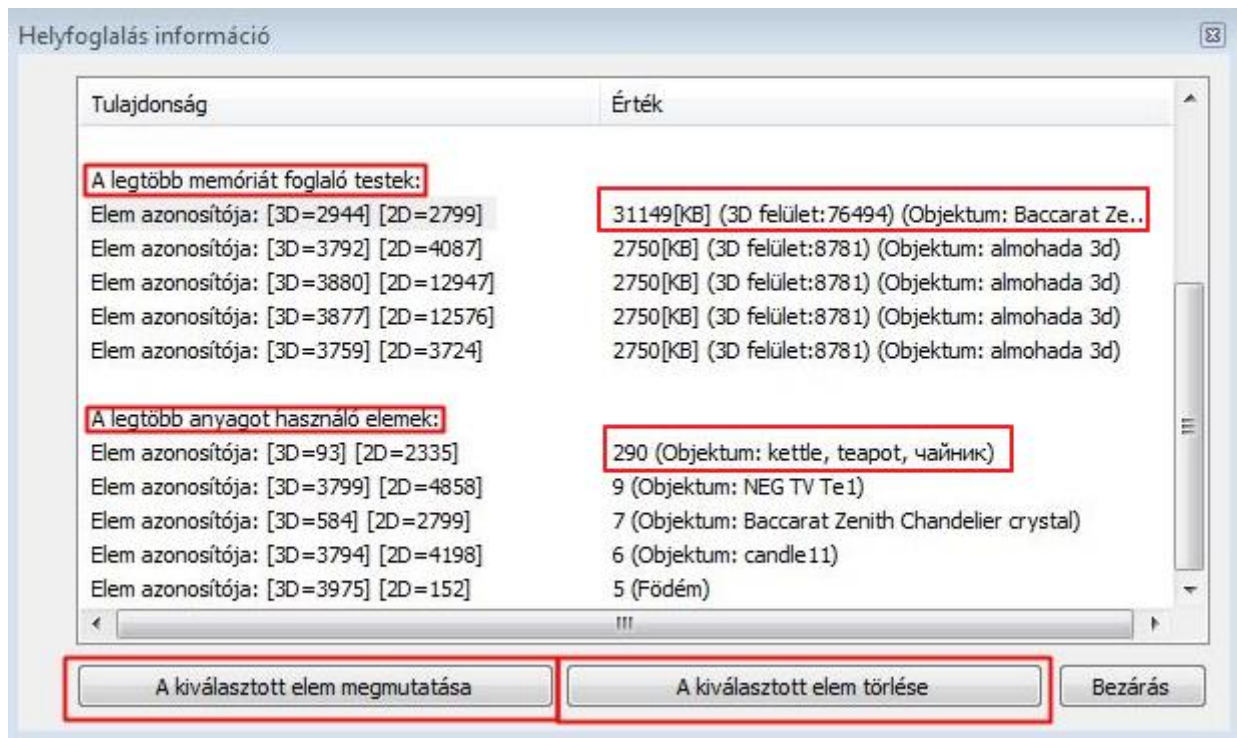 Helyfoglalás információ
Tulajdonság Érték
A legtöbb memóriát foglaló testek:
Elem azonosítója: [3D=2944] [2D=2799] 31149[KB] (3D felület:76494) (Objektum: Baccarat Ze..
Elem azonosítója: [3D=3792] [2D=4087] 2750[KB] (3D felület:8781) (Objektum: almohada 3d)
Elem azonosítója: [3D=3880] [2D=12947] 2750[KB] (3D felület:8781) (Objektum: almohada 3d)
Elem azonosítója: [3D=3877] [2D=12576] 2750[KB] (3D felület:8781) (Objektum: almohada 3d)
Elem azonosítója: [3D=3759] [2D=3724] 2750[KB] (3D felület:8781) (Objektum: almohada 3d)
A legtöbb anyagot használó elemek:
Elem azonosítója: [3D=93] [2D=2335] 290 (Objektum: kettle, teapot, чайник)
Elem azonosítója: [3D=3799] [2D=4858] 9 (Objektum: NEG TV Te1)
Elem azonosítója: [3D=584] [2D=2799] 7 (Objektum: Baccarat Zenith Chandelier crystal)
Elem azonosítója: [3D=3794] [2D=4198] 6 (Objektum: candle11)
Elem azonosítója: [3D=3975] [2D=152] 5 (Födém)
A kiválasztott elem megmutatása A kiválasztott elem törlése Bezárás